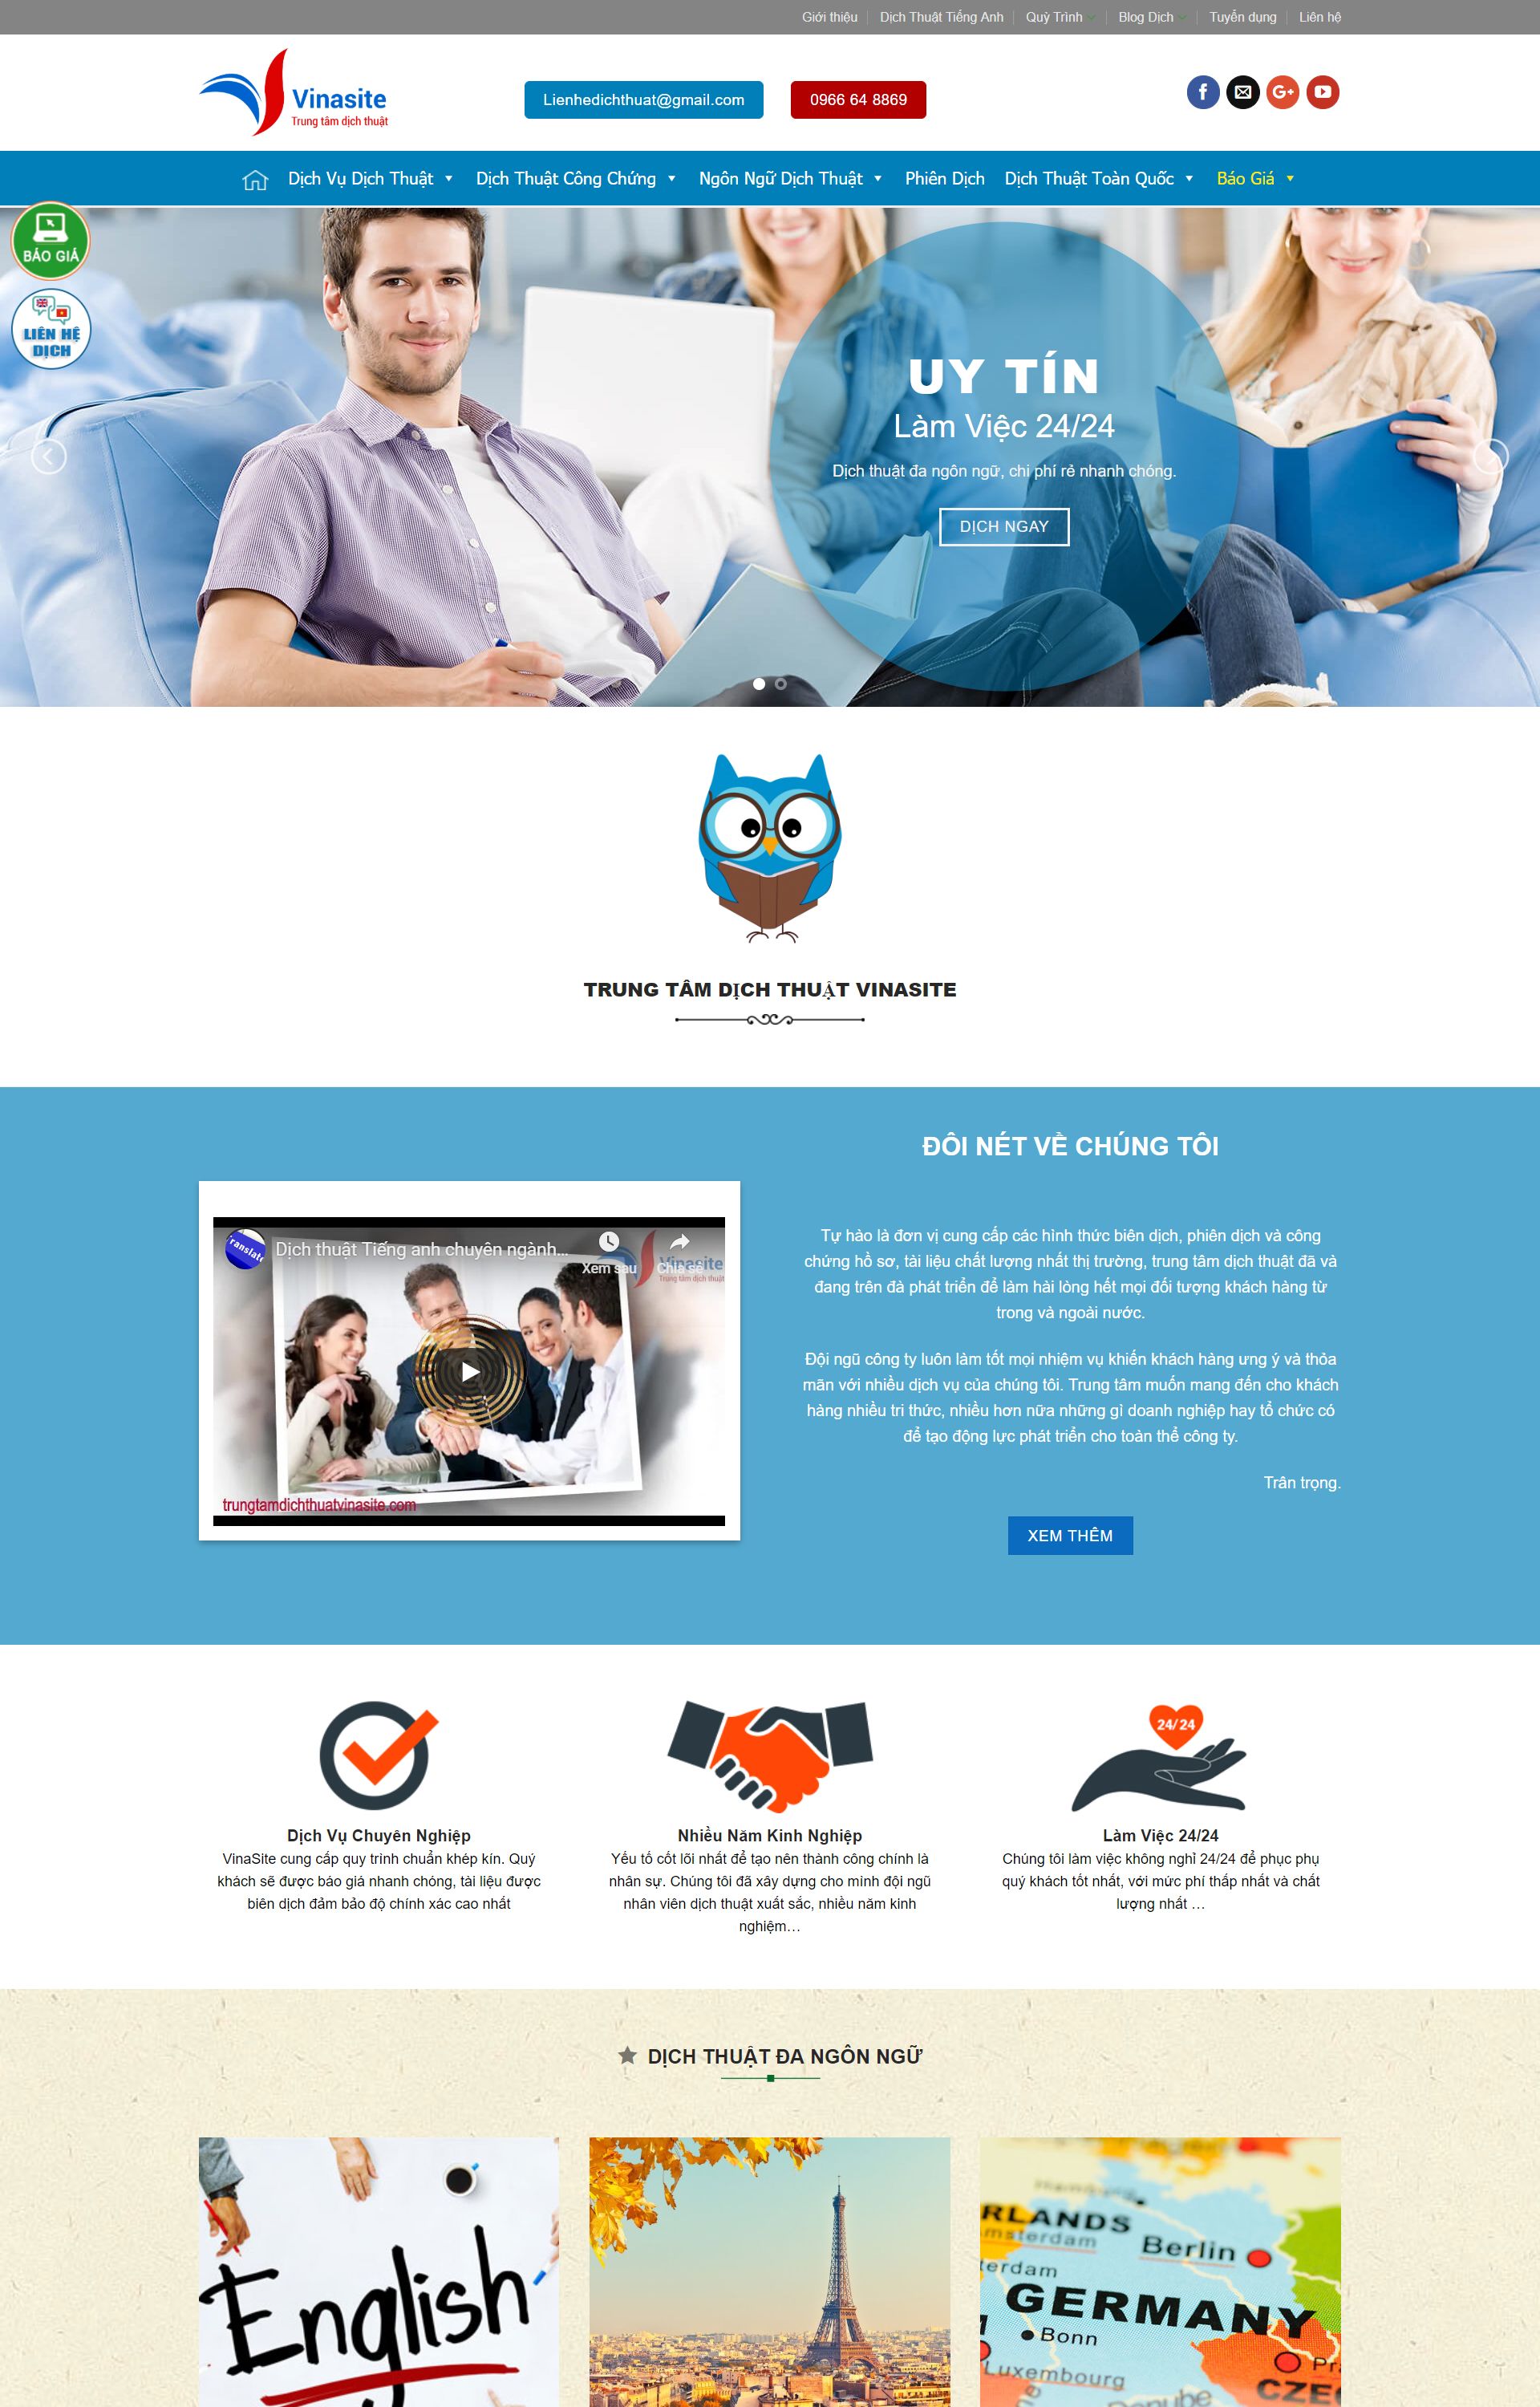 Giới thiệu
Dịch Thuật Tiếng Anh
Quỳ Trình
Blog Dịch
Tuyển dụng
Liên hệ
Vinasite
Trung tâm dịch thuật
Lienhedichthuat@gmail.com
0966 64 8869
Dịch Vụ Dịch Thuật
Dịch Thuật Công Chứng
Ngôn Ngữ Dịch Thuật
Phiên Dịch
Dịch Thuật Toàn Quốc
Báo Giá
BÁO GIÁ
LIÊN HỆ
DỊCH
UY TÍN
Làm Việc 24/24
Dịch thuật đa ngôn ngữ, chi phí rẻ nhanh chóng.
DỊCH NGAY
TRUNG TÂM DỊCH THUẬT VINASITE
ĐÔI NÉT VỀ CHÚNG TÔI
Translate
Dịch thuật Tiếng anh chuyên ngành...
Xem sau
Chia sẻ
Vinasite
Trung tâm dịch thuật
trungtamdichthuatvinasite.com
Tự hào là đơn vị cung cấp các hình thức biên dịch, phiên dịch và công
chứng hồ sơ, tài liệu chất lượng nhất thị trường, trung tâm dịch thuật đã và
đang trên đà phát triển để làm hài lòng hết mọi đối tượng khách hàng từ
trong và ngoài nước.
Đội ngũ công ty luôn làm tốt mọi nhiệm vụ khiến khách hàng ưng ý và thỏa
mãn với nhiều dịch vụ của chúng tôi. Trung tâm muốn mang đến cho khách
hàng nhiều tri thức, nhiều hơn nữa những gì doanh nghiệp hay tổ chức có
để tạo động lực phát triển cho toàn thể công ty.
Trân trọng.
XEM THÊM
24/24
Dịch Vụ Chuyên Nghiệp
VinaSite cung cấp quy trình chuẩn khép kín. Quý
khách sẽ được báo giá nhanh chóng, tài liệu được
biên dịch đảm bảo độ chính xác cao nhất
Nhiều Năm Kinh Nghiệp
Yếu tố cốt lõi nhất để tạo nên thành công chính là
nhân sự. Chúng tôi đã xây dựng cho mình đội ngũ
nhân viên dịch thuật xuất sắc, nhiều năm kinh
nghiệm…
Làm Việc 24/24
Chúng tôi làm việc không nghỉ 24/24 để phục phụ
quý khách tốt nhất, với mức phí thấp nhất và chất
lượng nhất …
DỊCH THUẬT ĐA NGÔN NGỮ
English
Hamburg
RLANDS
Amsterdam
Berlin
terdam
GERMANY
Bonn
Luxembourg
Pr
CZE
Danube